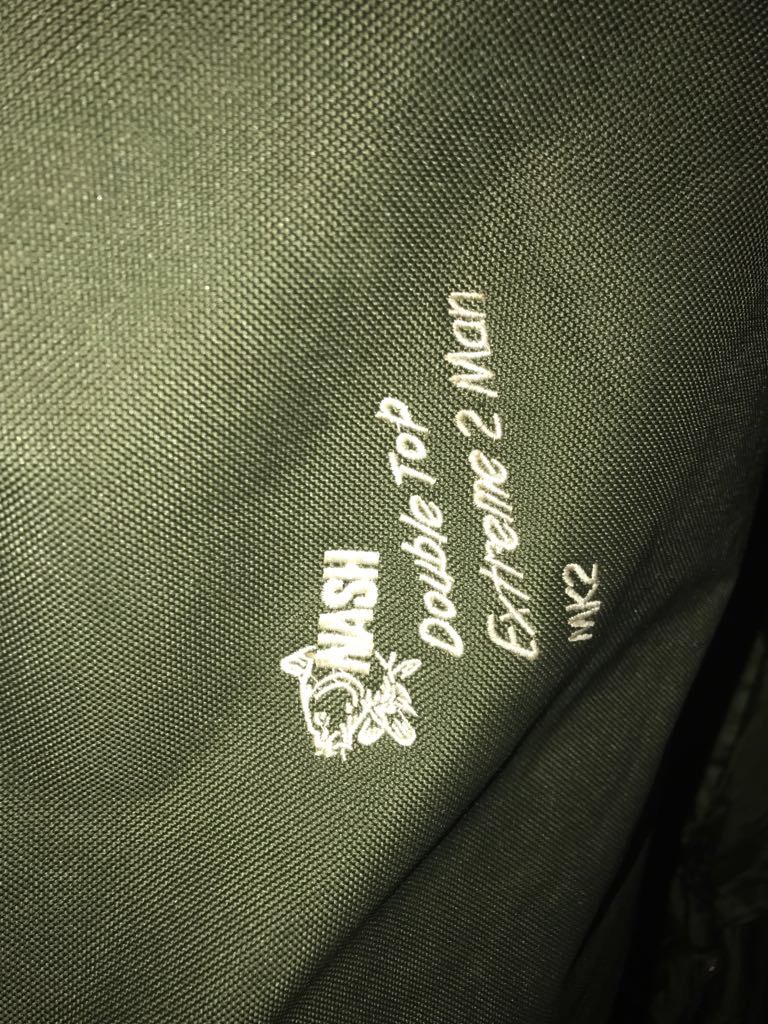 NASH
Double Top
Extreme 2 Man
MK2